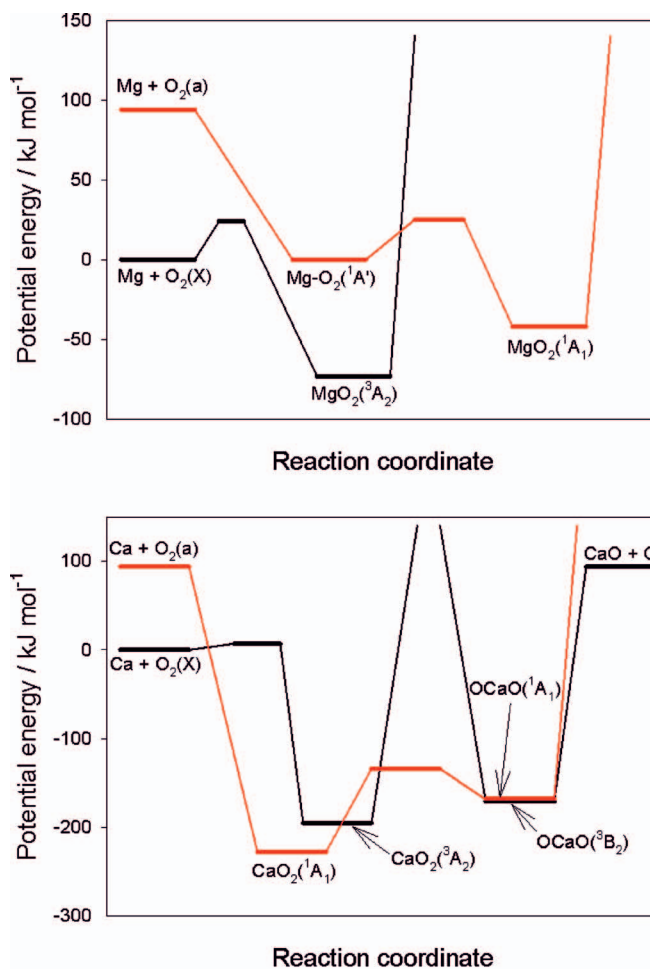 150
100
50
0
-50
-100
Potential energy / kJ mol⁻¹
Mg + O₂(a)
Mg + O₂(X)
Mg-O₂(¹A')
MgO₂(¹A₁)
MgO₂(³A₂)
Reaction coordinate
100
0
-100
-200
-300
Potential energy / kJ mol⁻¹
Ca + O₂(a)
CaO + O
Ca + O₂(X)
OCaO(¹A₁)
OCaO(³B₂)
CaO₂(³A₂)
CaO₂(¹A₁)
Reaction coordinate